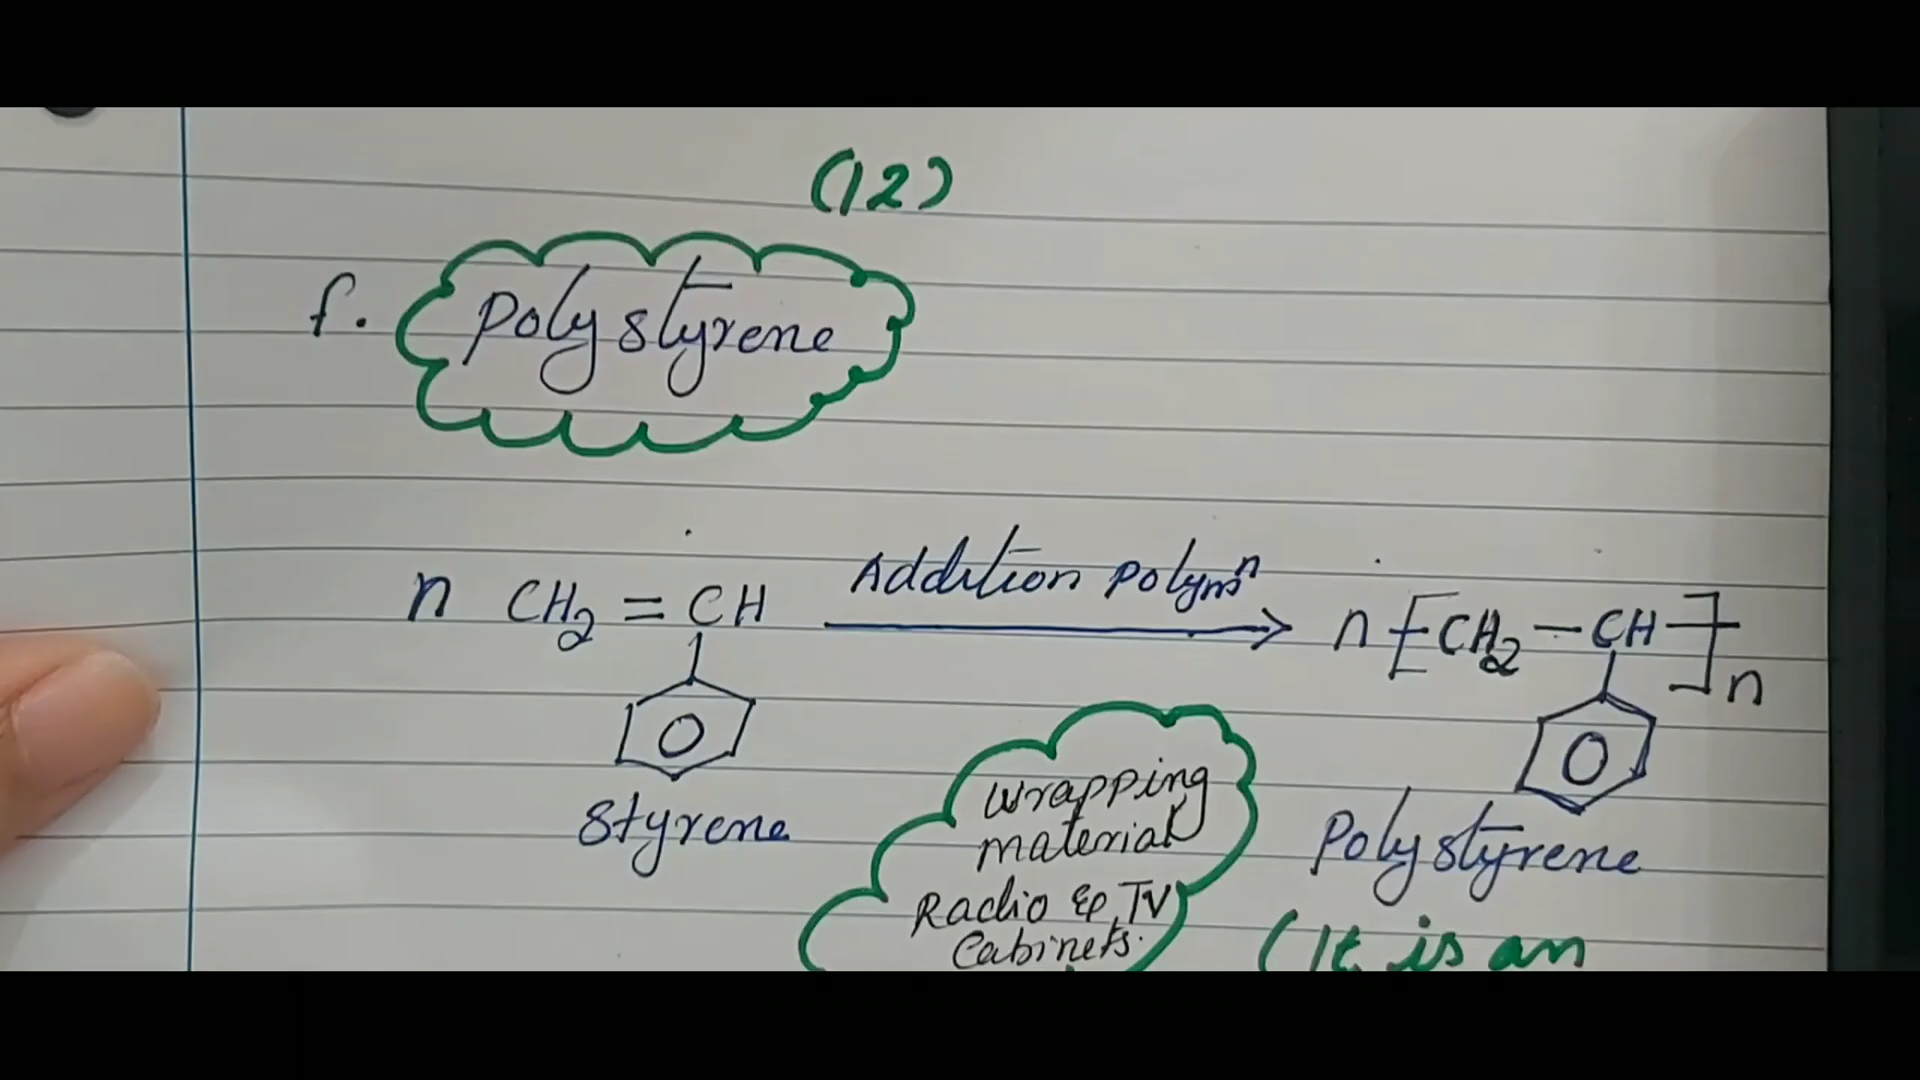 (12)
f. Polystyrene
n CH2 = CH Addition Polymn n [CH2 - CH]n
Styrene
Polystyrene
Wrapping
material
Radio & TV
Cabinets.
(It is an